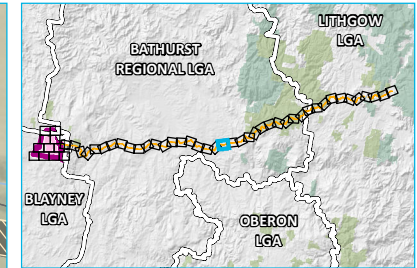 LITHGOW
LGA
BATHURST
REGIONAL LGA
BLAYNEY
LGA
OBERON
LGA